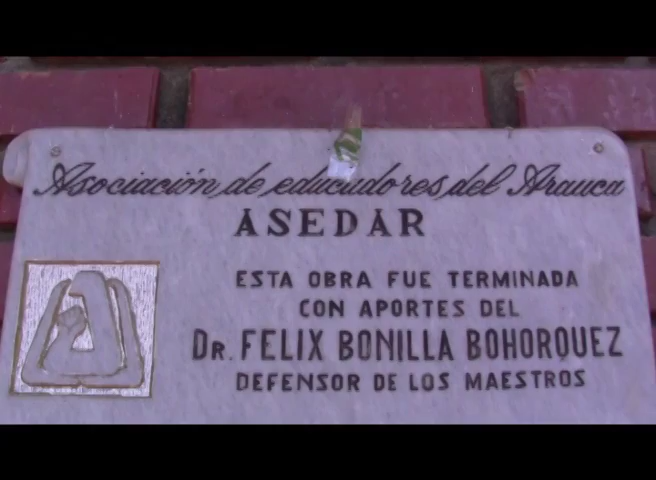 Asociación de educadores del Arauca
ASEDAR
ESTA OBRA FUE TERMINADA
CON APORTES DEL
DR. FELIX BONILLA BOHORQUEZ
DEFENSOR DE LOS MAESTROS